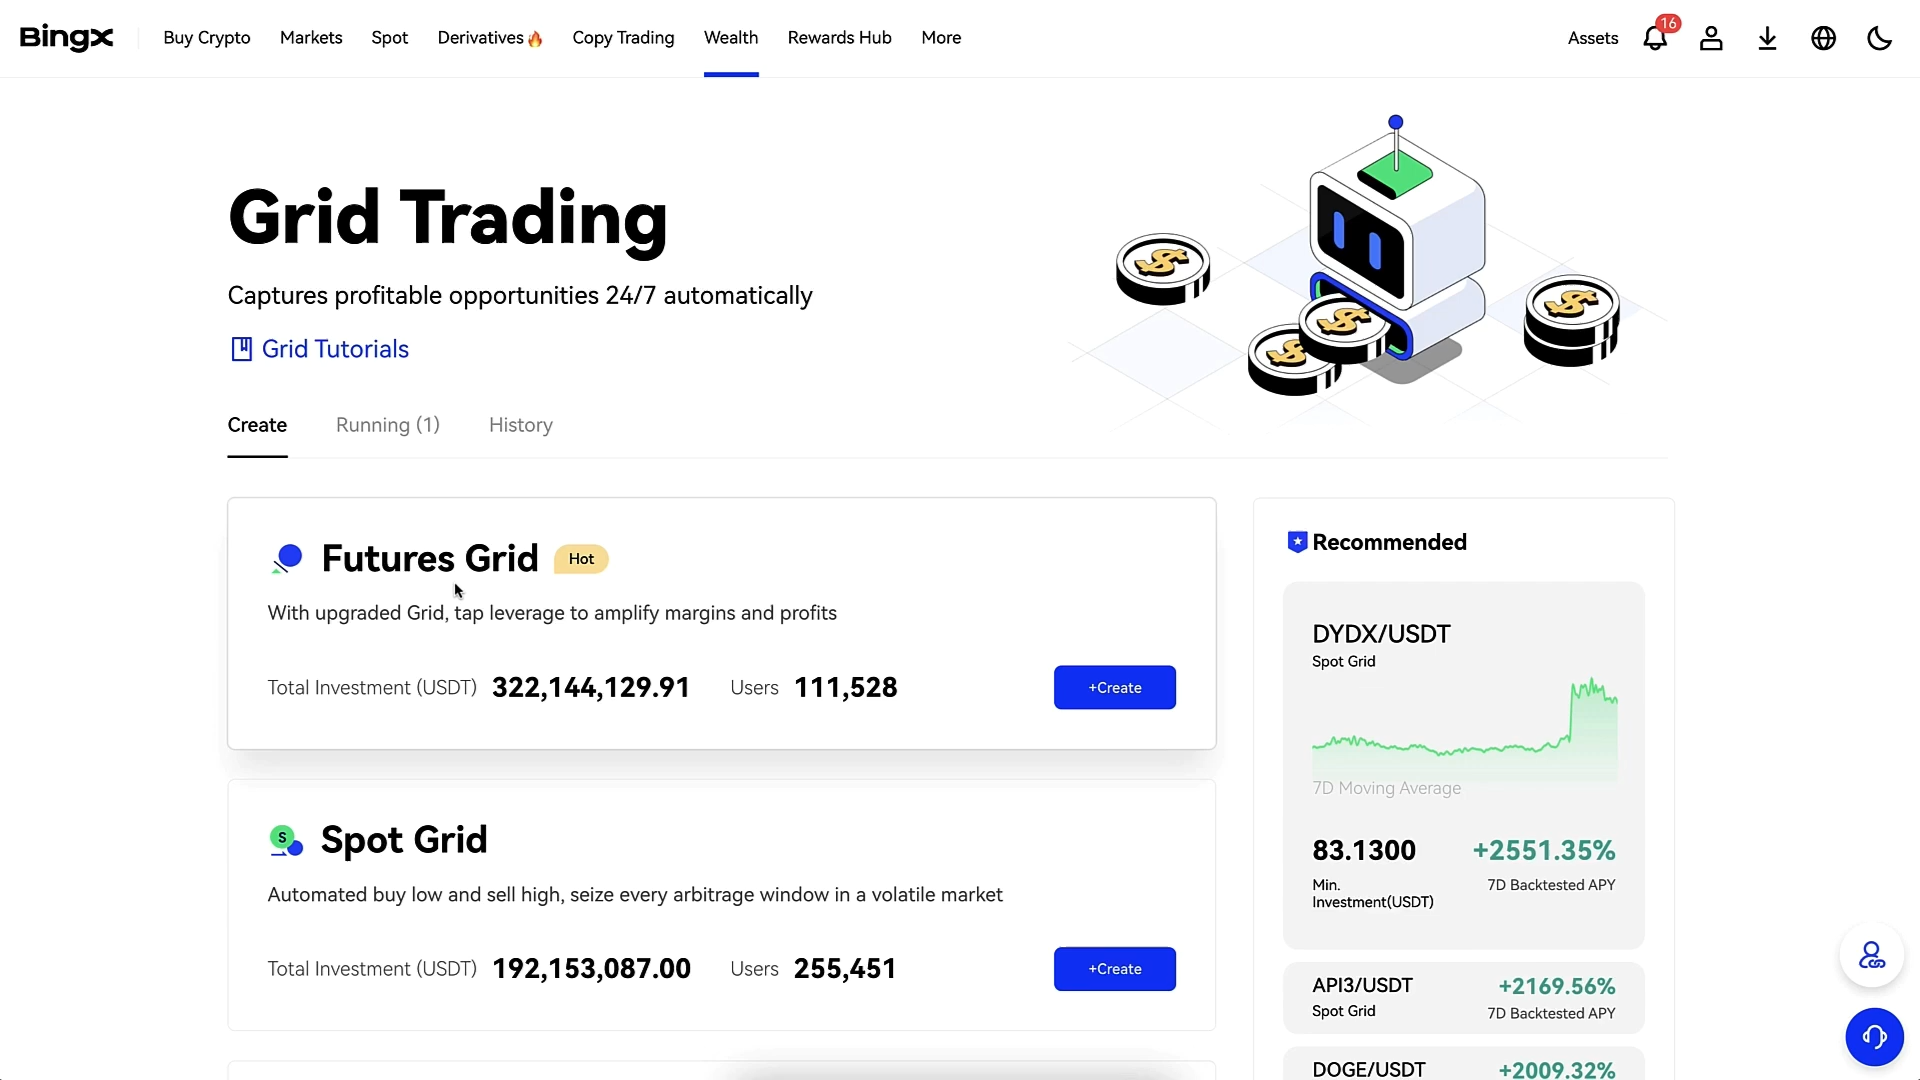 BingX
Buy Crypto
Markets
Spot
Derivatives
Copy Trading
Wealth
Rewards Hub
More
Assets
16
Grid Trading
Captures profitable opportunities 24/7 automatically
Grid Tutorials
Create
Running (1)
History
Futures Grid
Hot
With upgraded Grid, tap leverage to amplify margins and profits
Total Investment (USDT) 322,144,129.91 Users 111,528
+Create
S
Spot Grid
Automated buy low and sell high, seize every arbitrage window in a volatile market
Total Investment (USDT) 192,153,087.00 Users 255,451
+Create
Recommended
DYDX/USDT
Spot Grid
7D Moving Average
83.1300 +2551.35%
Min.
Investment(USDT)
7D Backtested APY
API3/USDT +2169.56%
Spot Grid 7D Backtested APY
DOGE/USDT +2009.32%